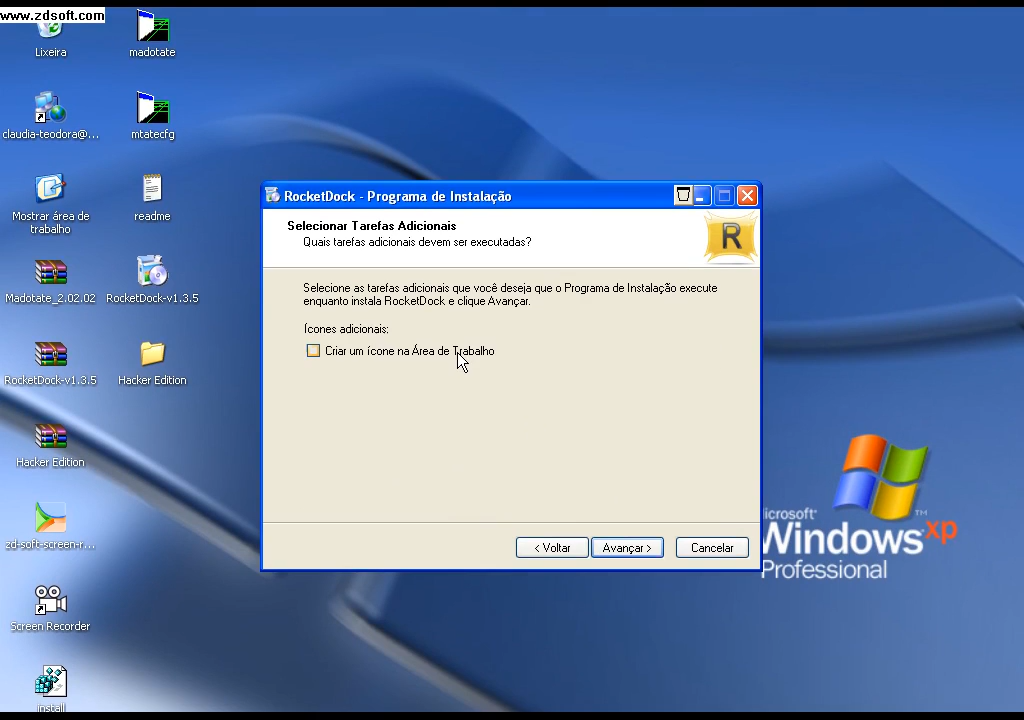 www.zdsoft.com
Lixeira
madotate
claudia-teodora@...
mtatecfg
Mostrar área de
trabalho
readme
Madotate_2.02.02
RocketDock-v1.3.5
RocketDock-v1.3.5
Hacker Edition
Hacker Edition
zd-soft-screen-r...
Screen Recorder
install
RocketDock - Programa de Instalação
Selecionar Tarefas Adicionais
Quais tarefas adicionais devem ser executadas?
R
Selecione as tarefas adicionais que você deseja que o Programa de Instalação execute
enquanto instala RocketDock e clique Avançar.
Ícones adicionais:
Criar um ícone na Área de Trabalho
< Voltar
Avançar >
Cancelar
icrosoft®
Windows xp
Professional
TM